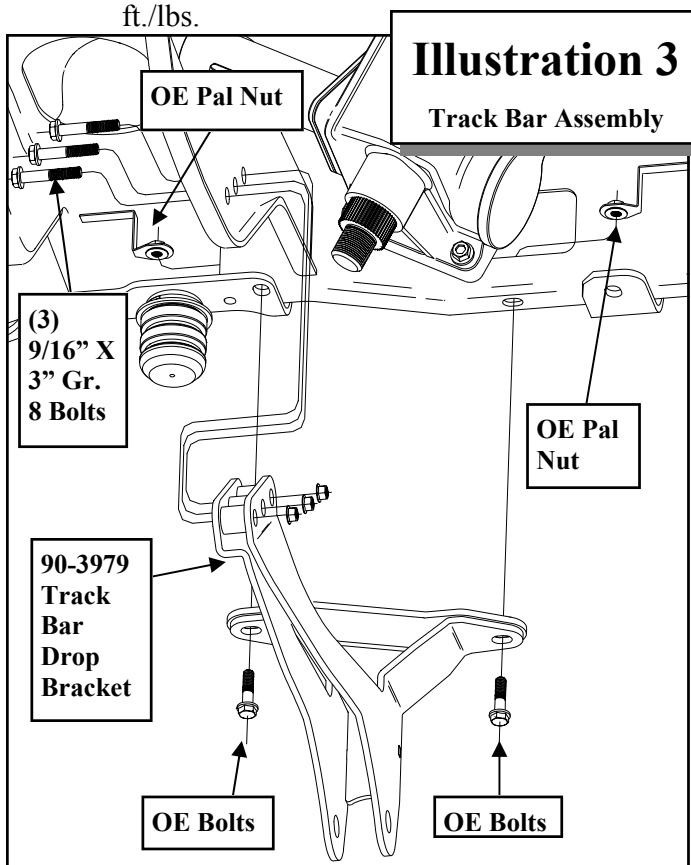 ft./lbs.
Illustration 3
Track Bar Assembly
OE Pal Nut
(3)
9/16” X
3” Gr.
8 Bolts
OE Pal
Nut
90-3979
Track
Bar
Drop
Bracket
OE Bolts
OE Bolts